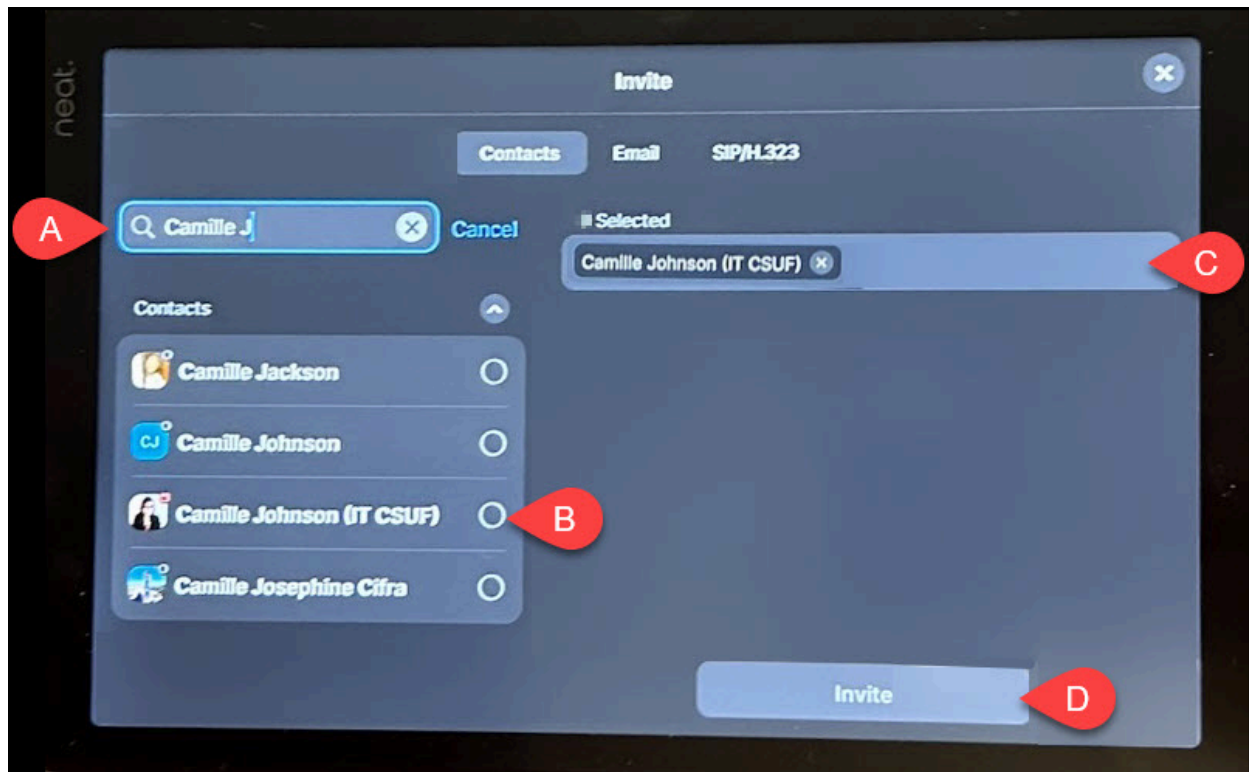 neat.
Invite
Contacts Email SIP/H.323
A Camille J Cancel
Selected
Camille Johnson (IT CSUF) C
Contacts
Camille Jackson
CJ Camille Johnson
Camille Johnson (IT CSUF) B
Camille Josephine Cifra
Invite D